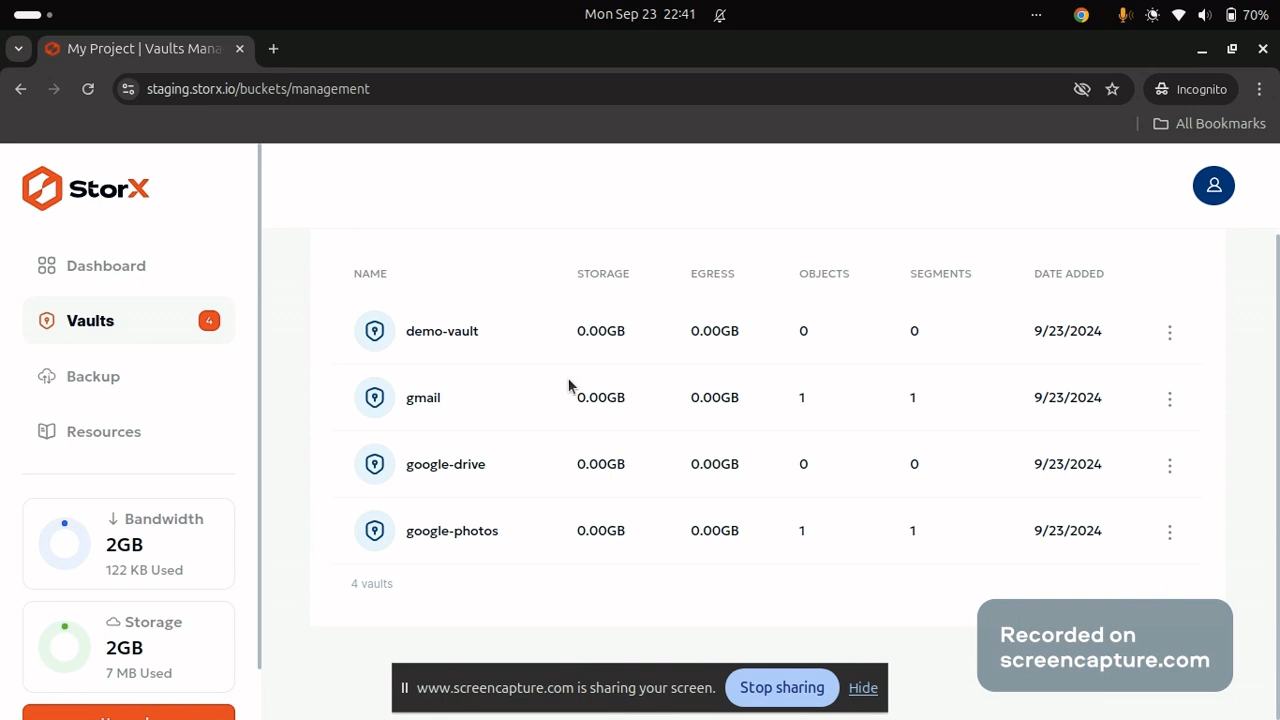 Mon Sep 23 22:41
70%
My Project | Vaults Mana
staging.storx.io/buckets/management
Incognito
All Bookmarks
StorX
Dashboard
Vaults 4
Backup
Resources
Bandwidth
2GB
122 KB Used
Storage
2GB
7 MB Used
NAME STORAGE EGRESS OBJECTS SEGMENTS DATE ADDED
demo-vault 0.00GB 0.00GB 0 0 9/23/2024
gmail 0.00GB 0.00GB 1 1 9/23/2024
google-drive 0.00GB 0.00GB 0 0 9/23/2024
google-photos 0.00GB 0.00GB 1 1 9/23/2024
4 vaults
Recorded on
screencapture.com
www.screencapture.com is sharing your screen. Stop sharing Hide